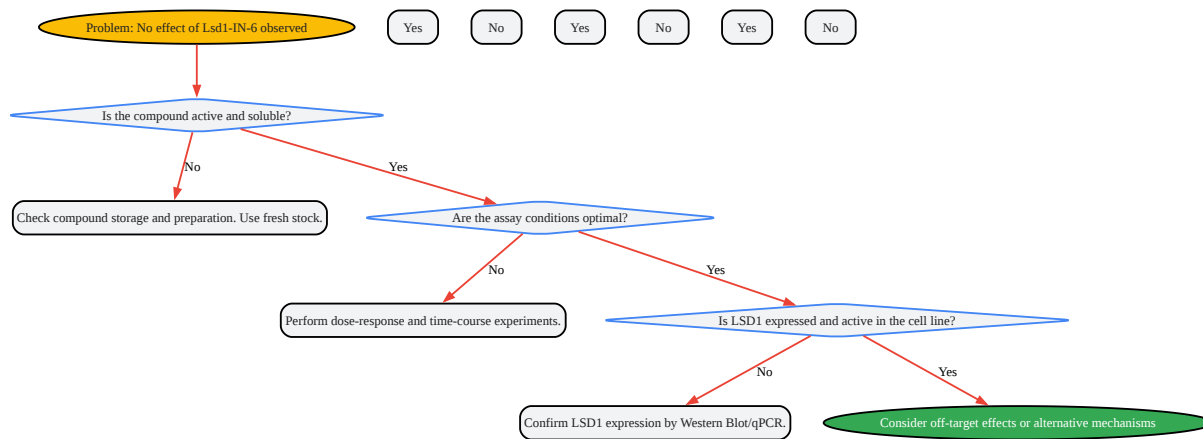 Problem: No effect of Lsd1-IN-6 observed
Yes
No
Yes
No
Yes
No
Is the compound active and soluble?
No
Yes
Check compound storage and preparation. Use fresh stock.
Are the assay conditions optimal?
No
Yes
Perform dose-response and time-course experiments.
Is LSD1 expressed and active in the cell line?
No
Yes
Confirm LSD1 expression by Western Blot/qPCR.
Consider off-target effects or alternative mechanisms